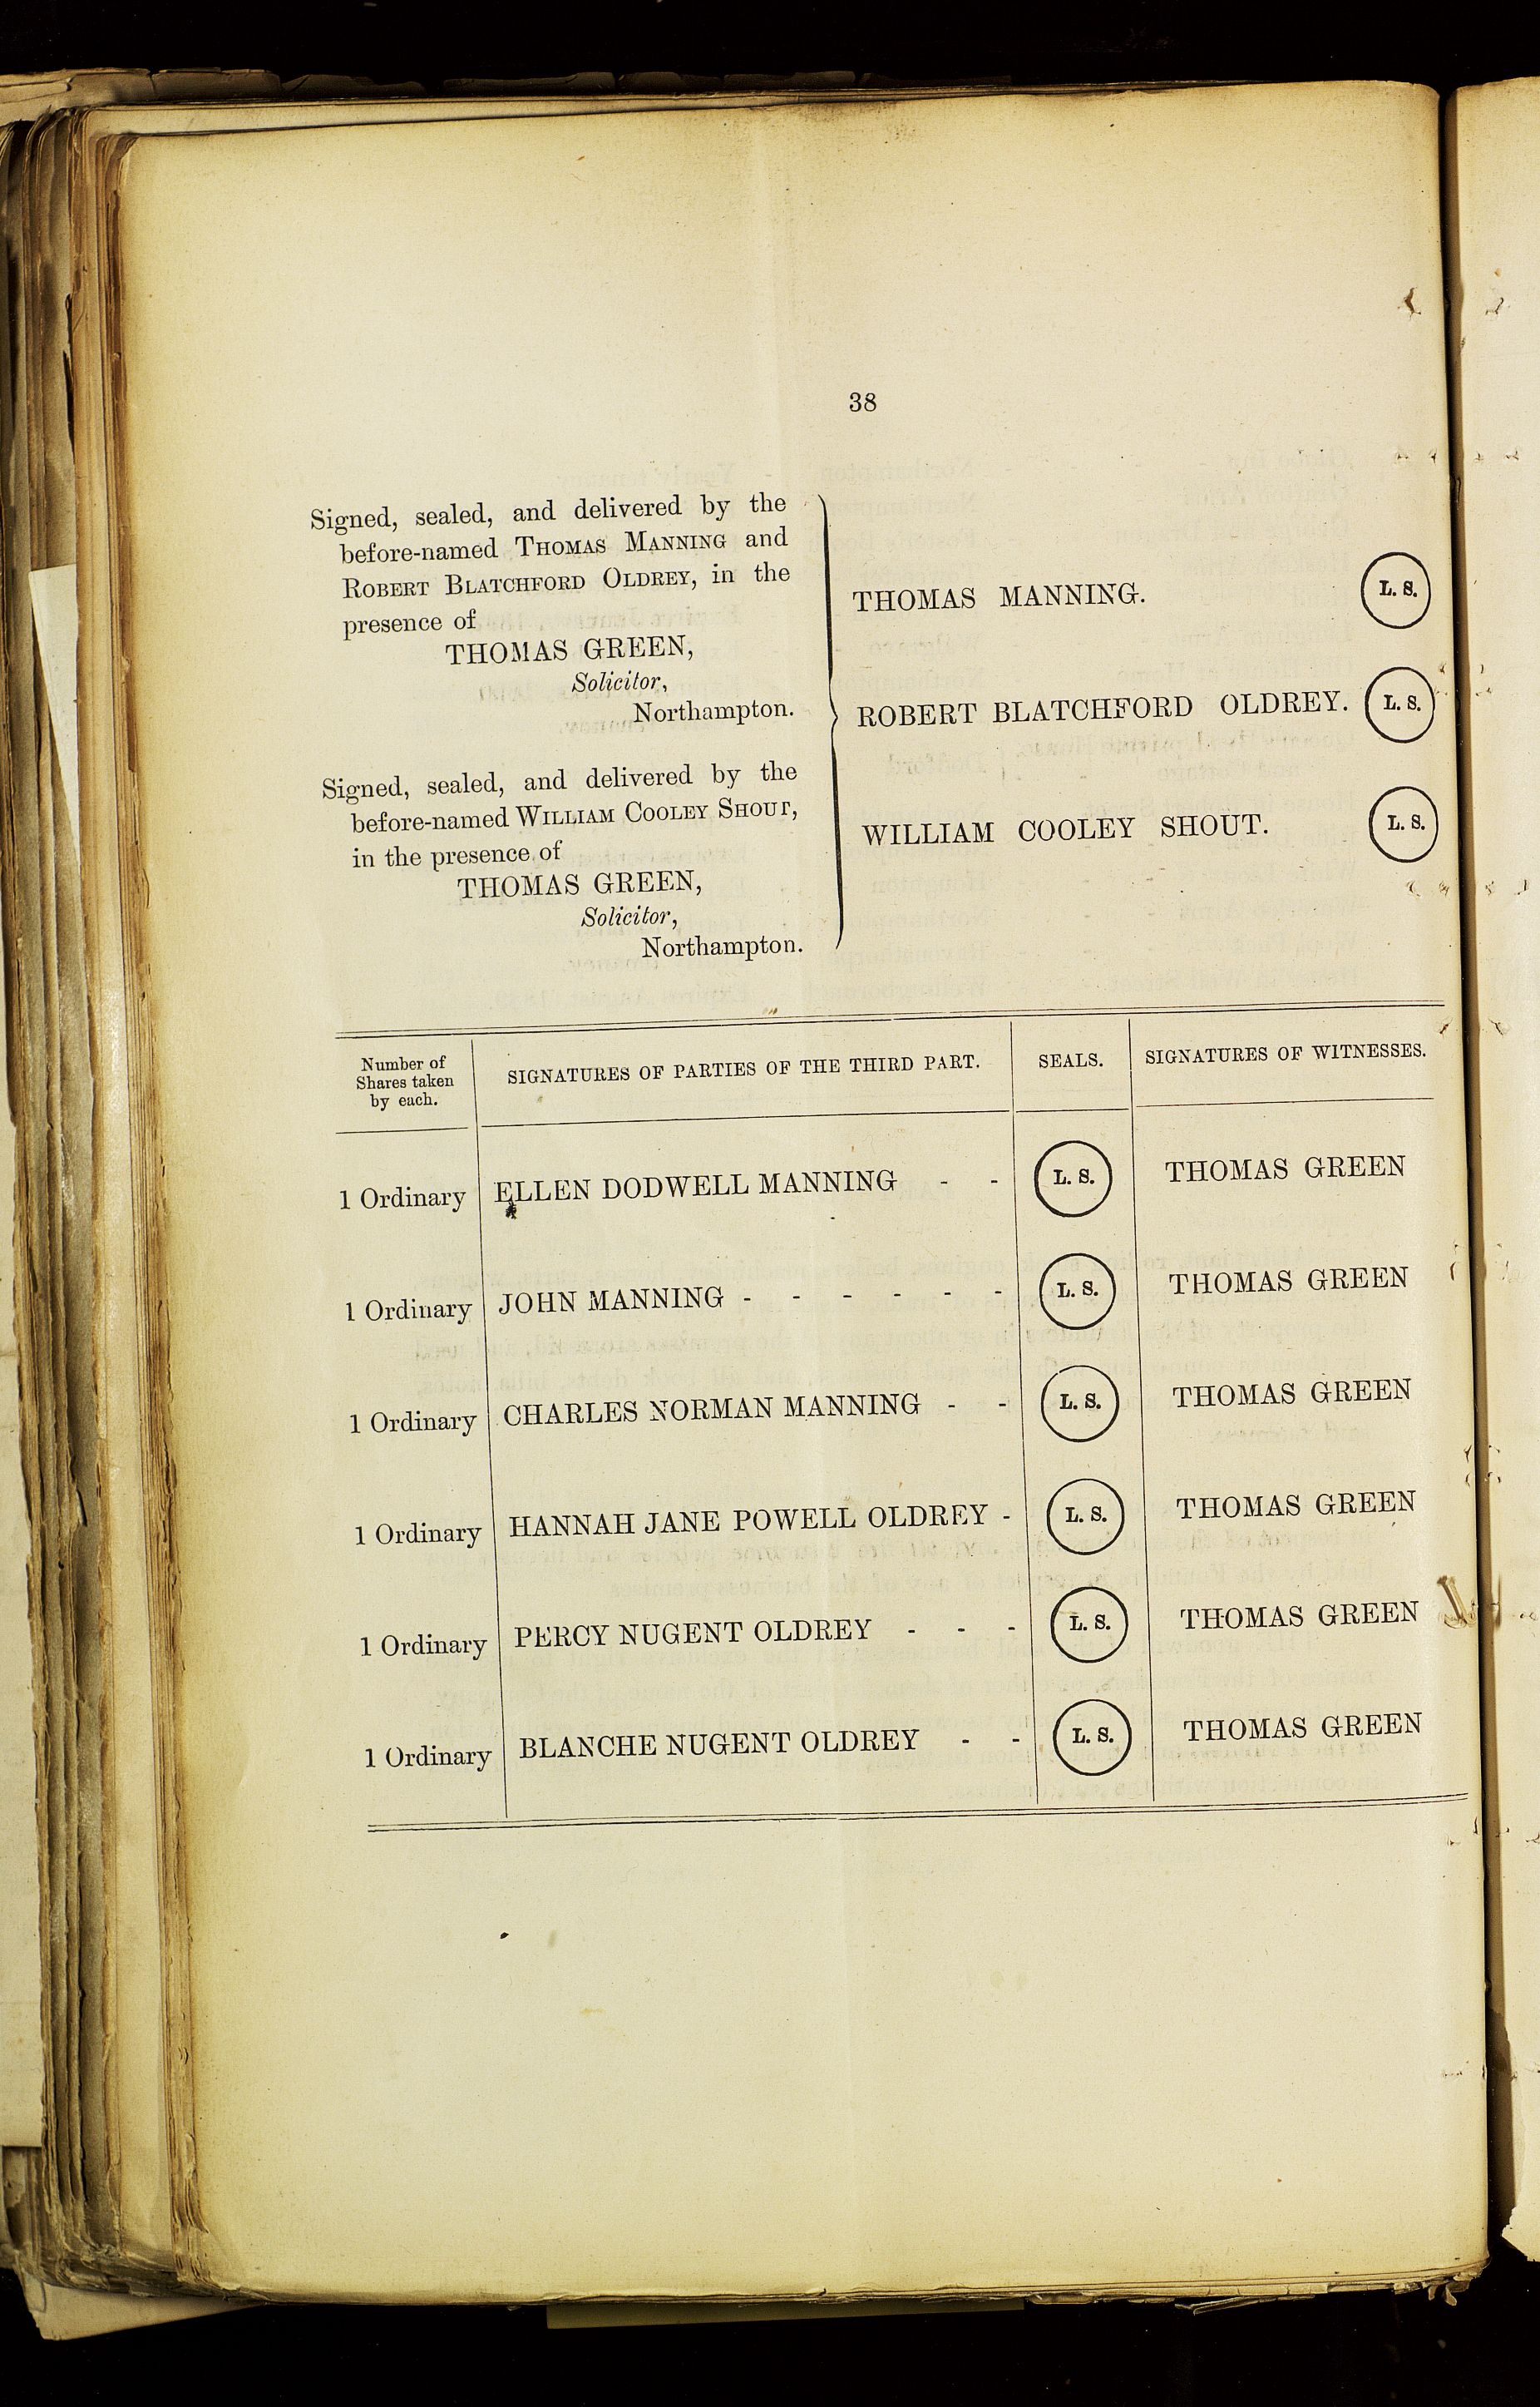 38
Signed, sealed, and delivered by the
before-named THOMAS MANNING and
ROBERT BLATCHFORD OLDREY, in the
presence of
THOMAS GREEN,
Solicitor,
Northampton.
Signed, sealed, and delivered by the
before-named WILLIAM COOLEY SHOUT,
in the presence of
THOMAS GREEN,
Solicitor,
Northampton.
THOMAS MANNING. L. S.
ROBERT BLATCHFORD OLDREY. L. S.
WILLIAM COOLEY SHOUT. L. S.
Number of
Shares taken
by each.
SIGNATURES OF PARTIES OF THE THIRD PART.
SEALS.
SIGNATURES OF WITNESSES.
1 Ordinary ELLEN DODWELL MANNING - - L. S. THOMAS GREEN
1 Ordinary JOHN MANNING - - - - - - L. S. THOMAS GREEN
1 Ordinary CHARLES NORMAN MANNING - - L. S. THOMAS GREEN
1 Ordinary HANNAH JANE POWELL OLDREY - L. S. THOMAS GREEN
1 Ordinary PERCY NUGENT OLDREY - - - L. S. THOMAS GREEN
1 Ordinary BLANCHE NUGENT OLDREY - - L. S. THOMAS GREEN